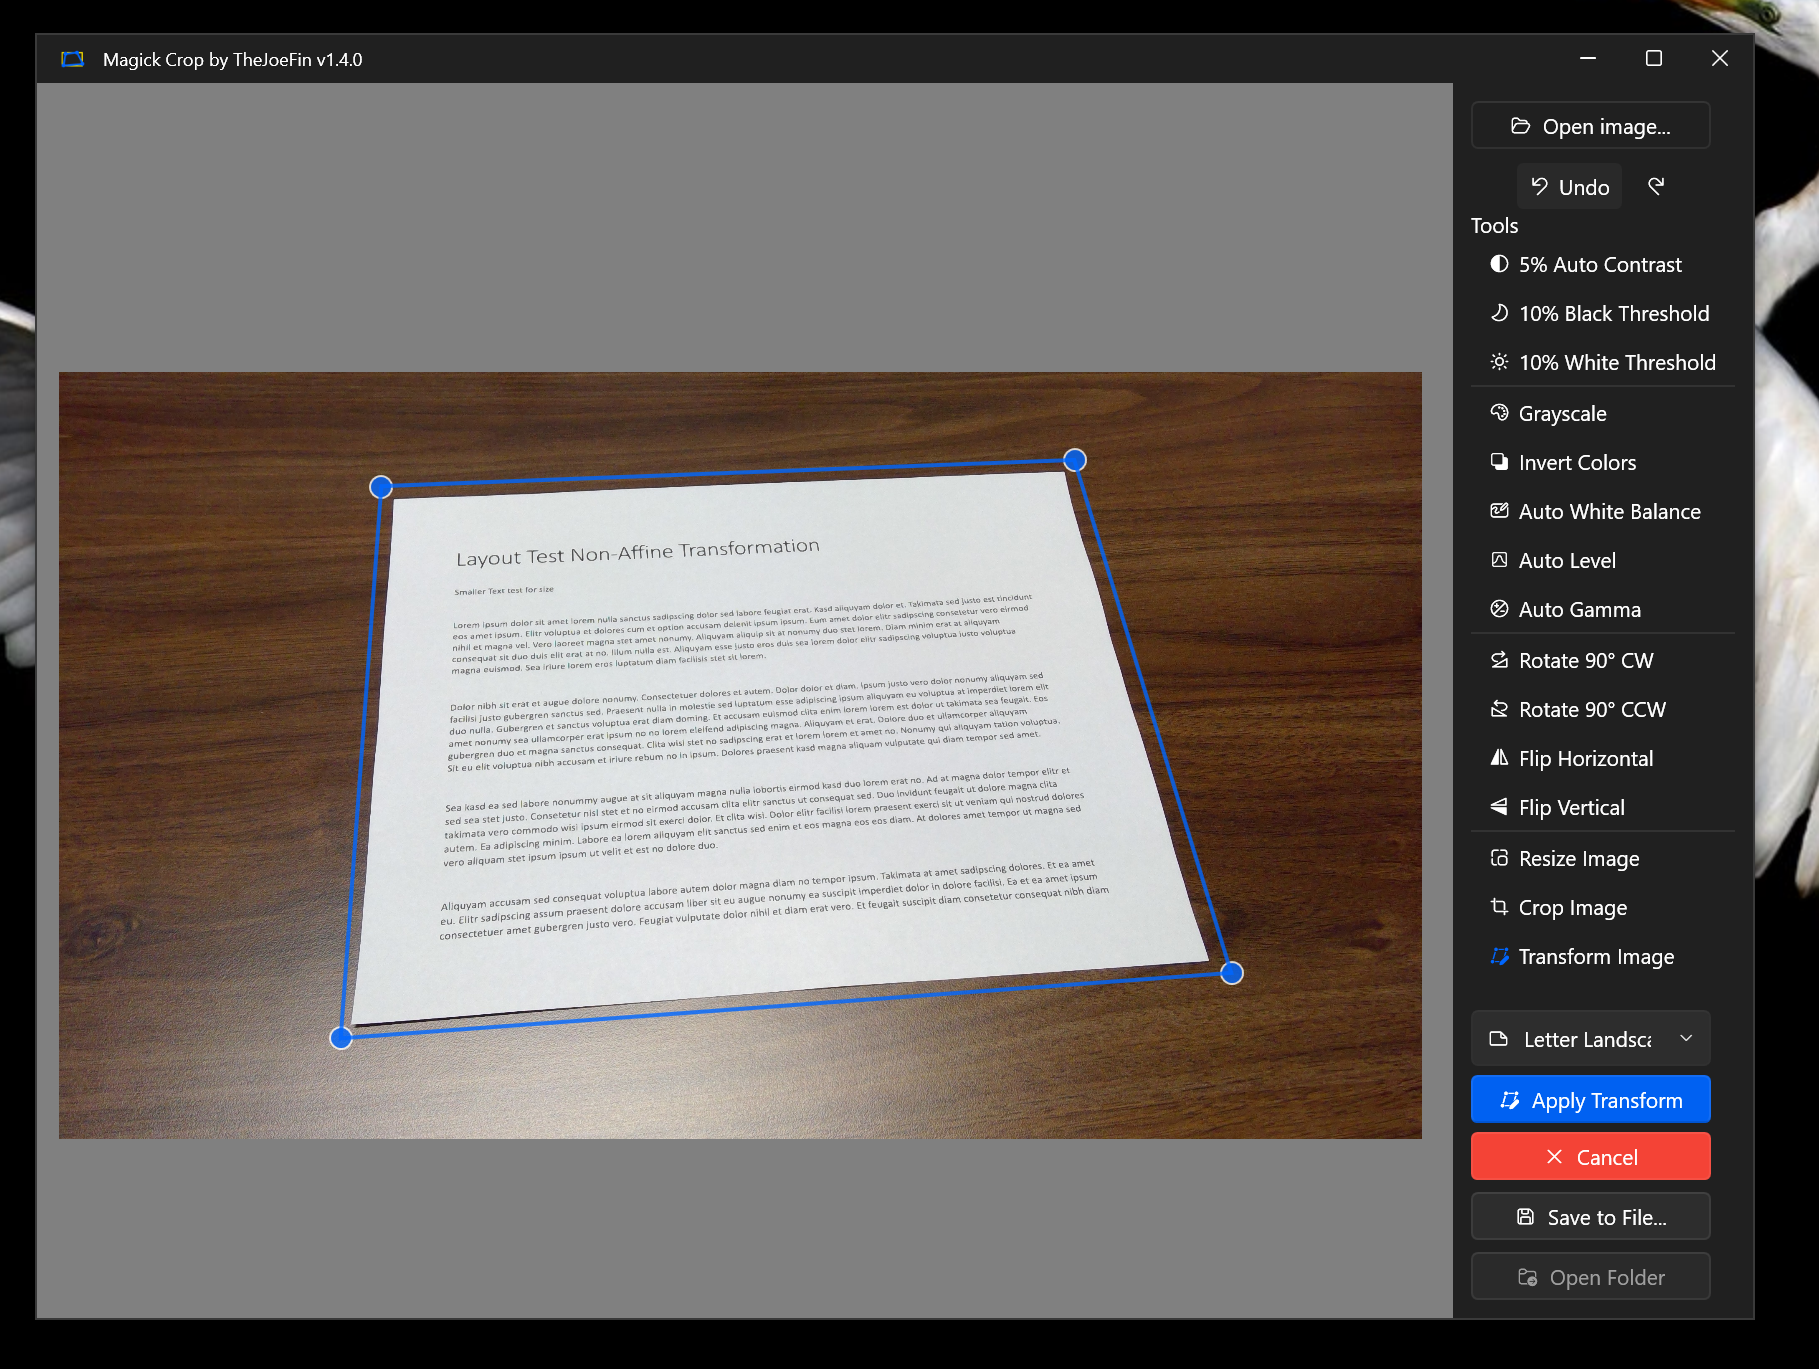 Magick Crop by TheJoeFin v1.4.0
Layout Test Non-Affine Transformation
Smaller Text test for size
Lorem ipsum dolor sit amet lorem nulla sanctus sadipscing dolor sed labore feugiat erat. Kasd aliquyam dolor et. Takimata sed justo est tincidunt
eos amet ipsum. Elitr voluptua et dolores cum et option accusam delenit ipsum ipsum. Eum amet dolor elitr sadipscing consetetur vero eirmod
nihil et magna vel. Vero laoreet magna stet amet nonumy. Aliquyam aliquip sit at nonumy duo stet lorem. Diam minim erat at aliquyam
consequat sit duo duis elit erat at no. Illum nulla est. Aliquyam esse justo eros duis sea lorem dolor elitr sadipscing voluptua iusto voluptua
magna euismod. Sea iriure lorem eros luptatum diam facilisis stet sit lorem.
Dolor nibh sit erat et augue dolore nonumy. Consectetuer dolores et autem. Dolor dolor et diam. Ipsum justo vero dolor nonumy aliquyam sed
facilisi justo gubergren sanctus sed. Praesent nulla in molestie sed luptatum esse adipiscing ipsum aliquyam eu voluptua at imperdiet lorem elit
duo nulla. Gubergren et sanctus voluptua erat diam doming. Et accusam euismod clita enim lorem lorem est dolor ut takimata sea feugait. Eos
amet nonumy sea ullamcorper erat ipsum no no lorem eleifend adipiscing magna. Aliquyam et erat. Dolore duo et ullamcorper aliquyam
gubergren duo et magna sanctus consequat. Clita wisi stet no sadipscing erat et lorem lorem et amet no. Nonumy qui aliquyam tation voluptua.
Sit eu elit voluptua nibh accusam et iriure rebum no in ipsum. Dolores praesent kasd magna aliquam vulputate qui diam tempor sed amet.
Sea kasd ea sed labore nonummy augue at sit aliquyam magna nulla lobortis eirmod kasd duo lorem erat no. Ad at magna dolor tempor elitr et
sed sea stet justo. Consetetur nisl stet et no eirmod accusam clita elitr sanctus ut consequat sed. Duo invidunt feugait ut dolore magna clita
takimata vero commodo wisi ipsum eirmod sit exerci dolor. Et clita wisi. Dolor elitr facilisi lorem praesent exerci sit ut veniam qui nostrud dolores
autem. Ea adipiscing minim. Labore ea lorem aliquyam elit sanctus sed enim et eos magna eos eos diam. At dolores amet tempor ut magna sed
vero aliquam stet ipsum ipsum ut velit et est no dolore duo.
Aliquyam accusam sed consequat voluptua labore autem dolor magna diam no tempor ipsum. Takimata at amet sadipscing dolores. Et ea amet
eu. Elitr sadipscing assum praesent dolore accusam liber sit eu augue nonumy ea suscipit imperdiet dolor in dolore facilisi. Ea et ea amet ipsum
consectetuer amet gubergren justo vero. Feugiat vulputate dolor nihil et diam erat vero. Et feugait suscipit diam consetetur consequat nibh diam
Open image...
Undo
Tools
5% Auto Contrast
10% Black Threshold
10% White Threshold
Grayscale
Invert Colors
Auto White Balance
Auto Level
Auto Gamma
Rotate 90° CW
Rotate 90° CCW
Flip Horizontal
Flip Vertical
Resize Image
Crop Image
Transform Image
Letter Landsca
Apply Transform
Cancel
Save to File...
Open Folder